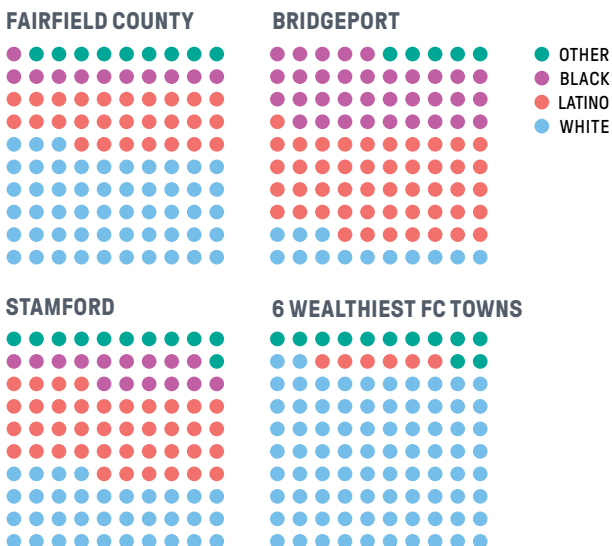 FAIRFIELD COUNTY
BRIDGEPORT
OTHER
BLACK
LATINO
WHITE
STAMFORD
6 WEALTHIEST FC TOWNS